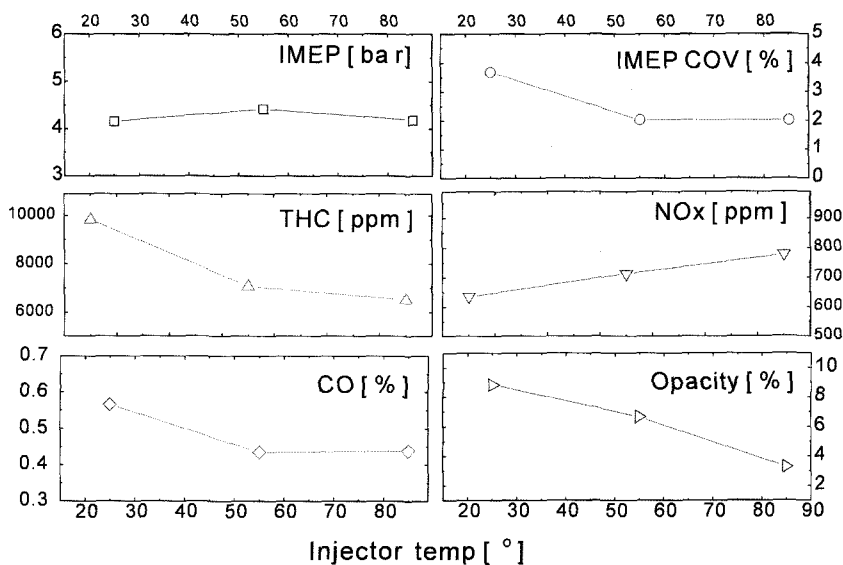 20 30 40 50 60 70 80 20 30 40 50 60 70 80
6 IMEP [ bar ] IMEP COV [ % ] 5
5 4
4 3
3 2
1
0
10000 THC [ ppm ] NOx [ ppm ] 900
8000 800
6000 700
600
500
0.7 CO [ % ] Opacity [ % ] 10
0.6 8
0.5 6
0.4 4
0.3 2
20 30 40 50 60 70 80 20 30 40 50 60 70 80 90
Injector temp [ ° ]